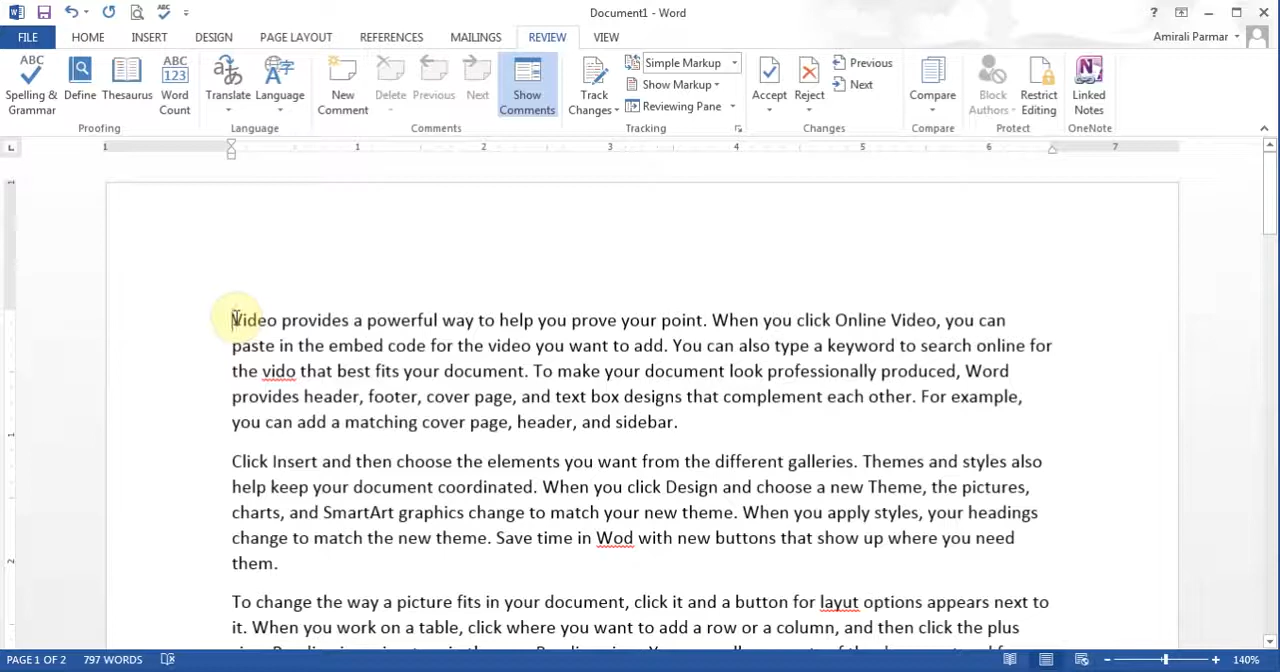 Document1 - Word
?
FILE
HOME
INSERT
DESIGN
PAGE LAYOUT
REFERENCES
MAILINGS
REVIEW
VIEW
Amirali Parmar
ABC
Spelling & Grammar
Define
Thesaurus
ABC 123
Word Count
Translate
Language
New Comment
Delete
Previous
Next
Show Comments
Track Changes
Simple Markup
Show Markup
Reviewing Pane
Accept
Reject
Previous
Next
Compare
Block Authors
Restrict Editing
Linked Notes
Proofing
Language
Comments
Tracking
Changes
Compare
Protect
OneNote
1 1 2 3 4 5 6 7
Video provides a powerful way to help you prove your point. When you click Online Video, you can
paste in the embed code for the video you want to add. You can also type a keyword to search online for
the vido that best fits your document. To make your document look professionally produced, Word
provides header, footer, cover page, and text box designs that complement each other. For example,
you can add a matching cover page, header, and sidebar.
Click Insert and then choose the elements you want from the different galleries. Themes and styles also
help keep your document coordinated. When you click Design and choose a new Theme, the pictures,
charts, and SmartArt graphics change to match your new theme. When you apply styles, your headings
change to match the new theme. Save time in Wod with new buttons that show up where you need
them.
To change the way a picture fits in your document, click it and a button for layut options appears next to
it. When you work on a table, click where you want to add a row or a column, and then click the plus
PAGE 1 OF 2
797 WORDS
140%